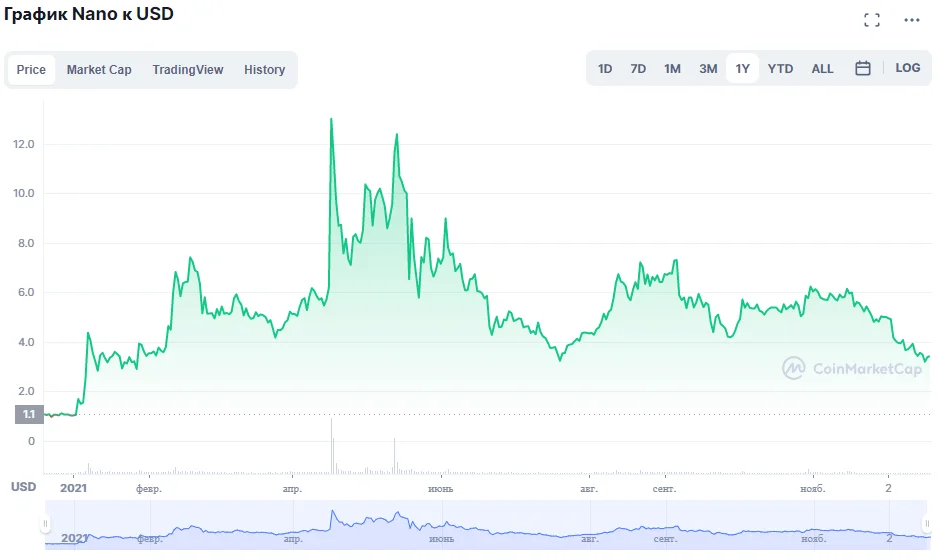 График Nano к USD
Price Market Cap TradingView History
1D 7D 1M 3M 1Y YTD ALL LOG
12.0
10.0
8.0
6.0
4.0
2.0
1.1
0
CoinMarketCap
USD 2021 февр. апр. июнь авг. сент. нояб. 2
2021 февр. апр. июнь авг. сент. нояб. 2